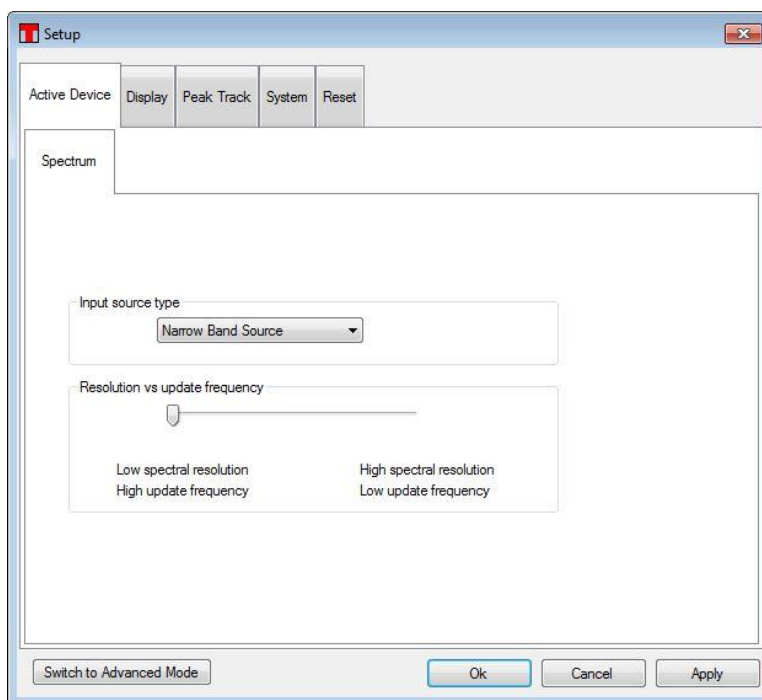 Setup
Active Device
Display
Peak Track
System
Reset
Spectrum
Input source type
Narrow Band Source
Resolution vs update frequency
Low spectral resolution
High update frequency
High spectral resolution
Low update frequency
Switch to Advanced Mode
Ok
Cancel
Apply